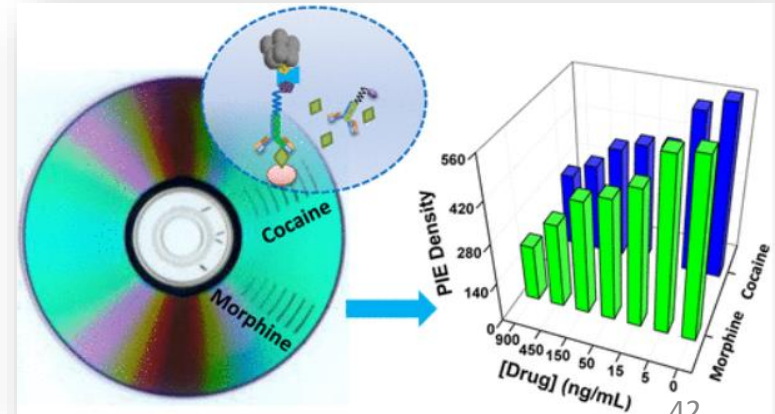 Cocaine
Morphine
560
420
280
140
0
PIE Density
900
450
150
50
15
5
0
[Drug] (ng/mL)
Morphine
Cocaine
42